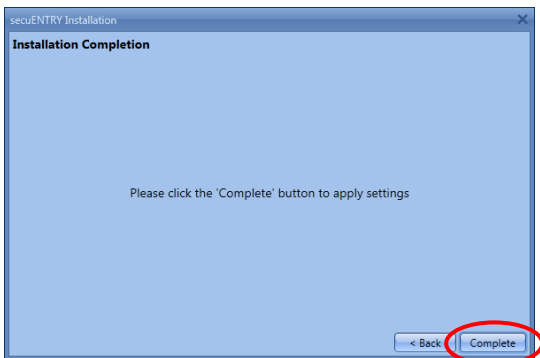 secuENTRY Installation
Installation Completion
Please click the 'Complete' button to apply settings
< Back
Complete